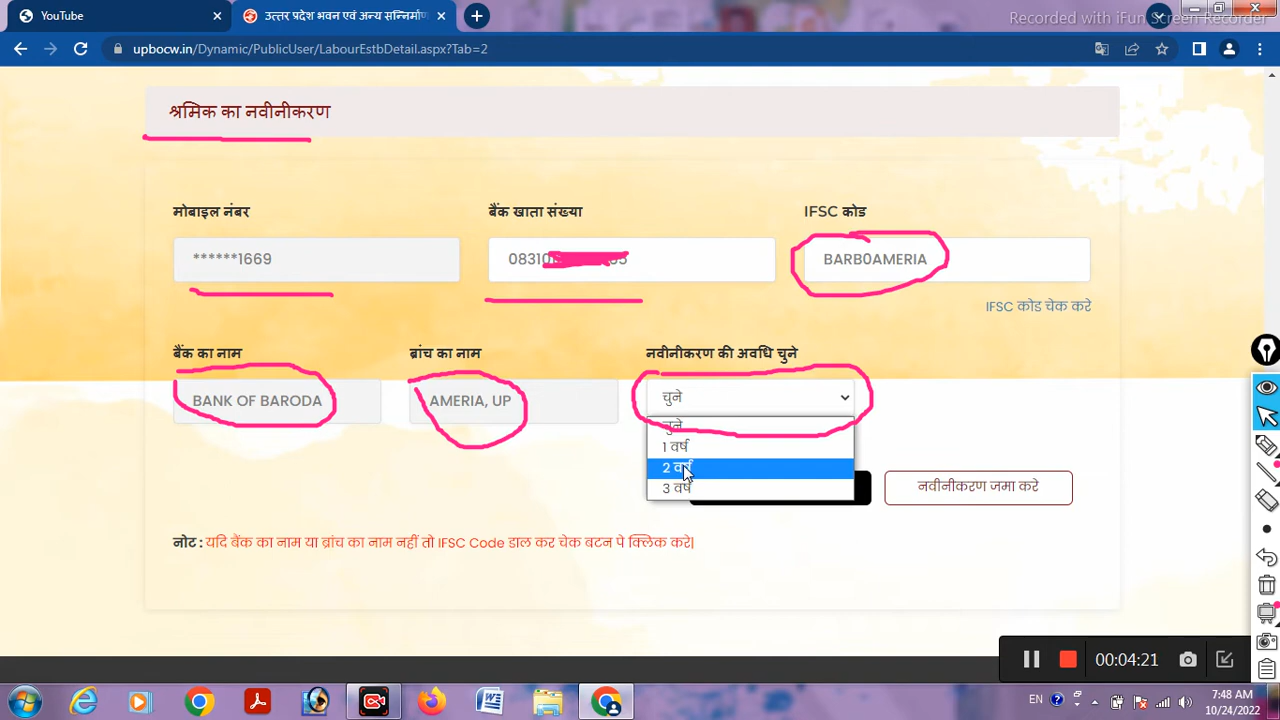 YouTube
उत्तर प्रदेश भवन एवं अन्य सन्निर्माण
Recorded with iFun Screen Recorder
upbocw.in/Dynamic/PublicUser/LabourEstbDetail.aspx?Tab=2
श्रमिक का नवीनीकरण
मोबाइल नंबर बैंक खाता संख्या IFSC कोड
******1669 BARB0AMERIA
IFSC कोड चेक करे
बैंक का नाम ब्रांच का नाम नवीनीकरण की अवधि चुने
BANK OF BARODA AMERIA, UP चुने
चुने
1 वर्ष
2 वर्ष
3 वर्ष
नवीनीकरण जमा करे
नोट : यदि बैंक का नाम या ब्रांच का नाम नहीं तो IFSC Code डाल कर चेक बटन पे क्लिक करे|
00:04:21
EN 7:48 AM
10/24/2022